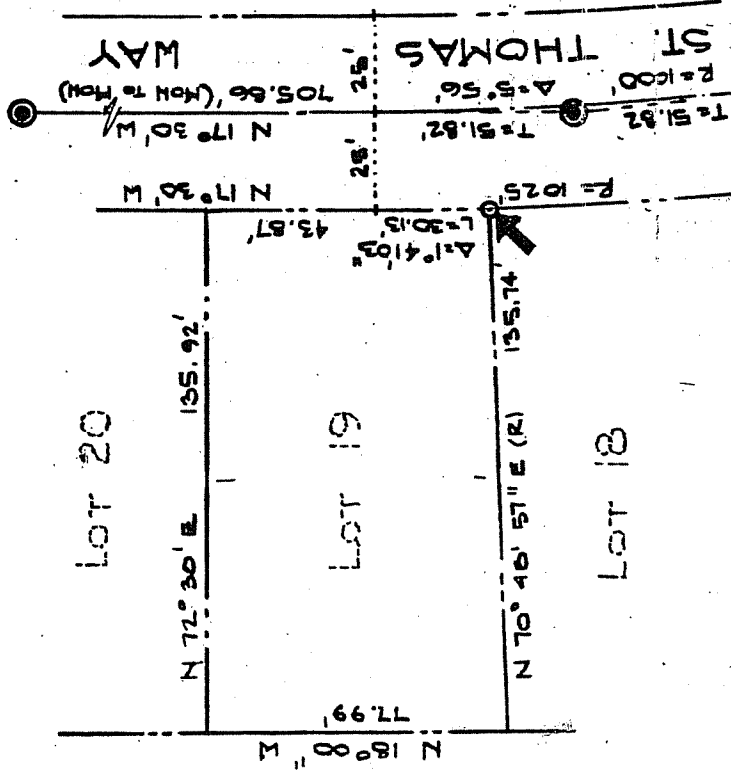 ST. THOMAS WAY
R=1000'
T=51.82
Δ=5°56'
T=51.82'
705.86' (MON TO MON)
N 17°30' W
25'
25'
R=1025'
N 17°30' W
43.87'
L=30.13'
Δ=1°41'03"
135.92'
N 72°30' E
135.74
N 70° 48' 57" E (R)
LOT 20
LOT 19
LOT 18
77.99'
N 18°00" W